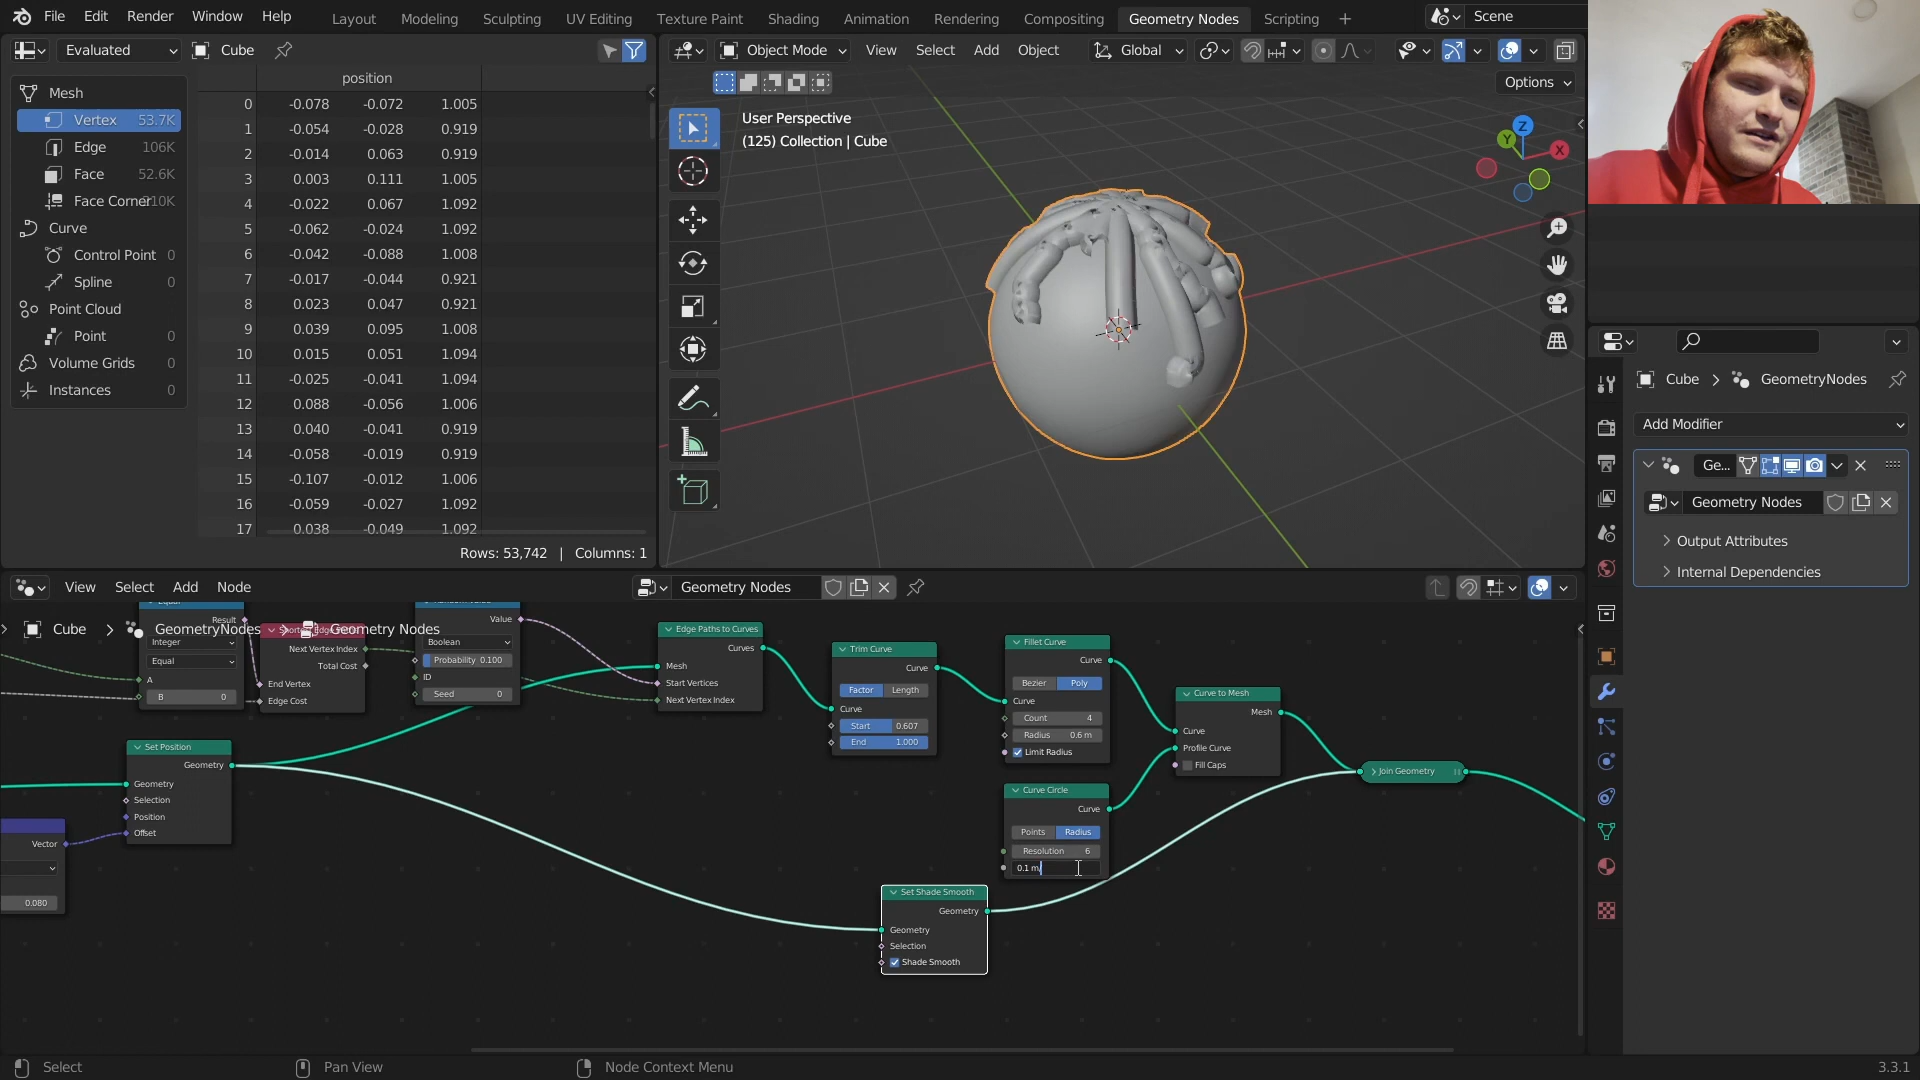 File Edit Render Window Help Layout Modeling Sculpting UV Editing Texture Paint Shading Animation Rendering Compositing Geometry Nodes Scripting + Scene
Evaluated Cube
Object Mode View Select Add Object Global
Options
position
Mesh
Vertex 53.7K
Edge 106K
Face 52.6K
Face Corner 210K
Curve
Control Point 0
Spline 0
Point Cloud
Point 0
Volume Grids 0
Instances 0
0 -0.078 -0.072 1.005
1 -0.054 -0.028 0.919
2 -0.014 0.063 0.919
3 0.003 0.111 1.005
4 -0.022 0.067 1.092
5 -0.062 -0.024 1.092
6 -0.042 -0.088 1.008
7 -0.017 -0.044 0.921
8 0.023 0.047 0.921
9 0.039 0.095 1.008
10 0.015 0.051 1.094
11 -0.025 -0.041 1.094
12 0.088 -0.056 1.006
13 0.040 -0.041 0.919
14 -0.058 -0.019 0.919
15 -0.107 -0.012 1.006
16 -0.059 -0.027 1.092
17 0.038 -0.049 1.092
Rows: 53,742 | Columns: 1
User Perspective
(125) Collection | Cube
Z
Y
X
Cube > GeometryNodes
Add Modifier
Ge...
Geometry Nodes
Output Attributes
Internal Dependencies
View Select Add Node Geometry Nodes
Cube > GeometryNodes > Geometry Nodes
Result
Integer
Equal
A
B 0
Next Vertex Index
Total Cost
End Vertex
Edge Cost
Value
Boolean
Probability 0.100
ID
Seed 0
Edge Paths to Curves
Curves
Mesh
Start Vertices
Next Vertex Index
Trim Curve
Curve
Factor Length
Curve
Start 0.607
End 1.000
Fillet Curve
Curve
Bezier Poly
Curve
Count 4
Radius 0.6 m
Limit Radius
Curve to Mesh
Mesh
Curve
Profile Curve
Fill Caps
Join Geometry
Set Position
Geometry
Geometry
Selection
Position
Offset
Vector
0.080
Curve Circle
Curve
Points Radius
Resolution 6
0.1 m
Set Shade Smooth
Geometry
Geometry
Selection
Shade Smooth
Select Pan View Node Context Menu 3.3.1